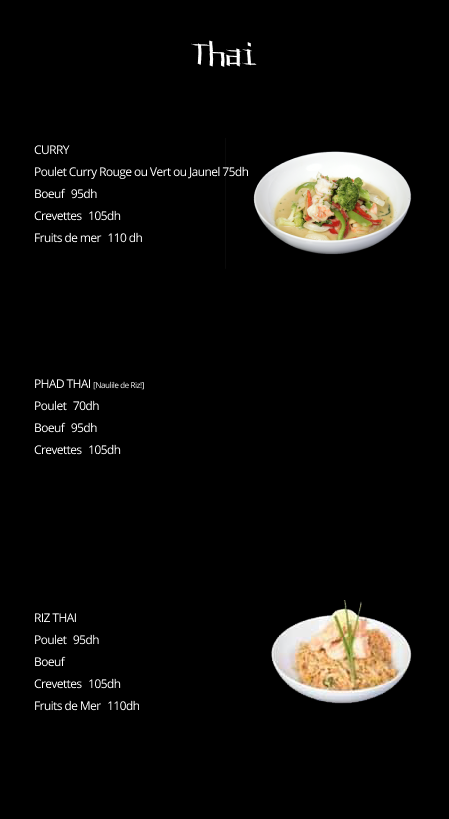 Thai
CURRY
Poulet Curry Rouge ou Vert ou Jaunel 75dh
Boeuf 95dh
Crevettes 105dh
Fruits de mer 110 dh
PHAD THAI [Naulile de Riz!]
Poulet 70dh
Boeuf 95dh
Crevettes 105dh
RIZ THAI
Poulet 95dh
Boeuf
Crevettes 105dh
Fruits de Mer 110dh